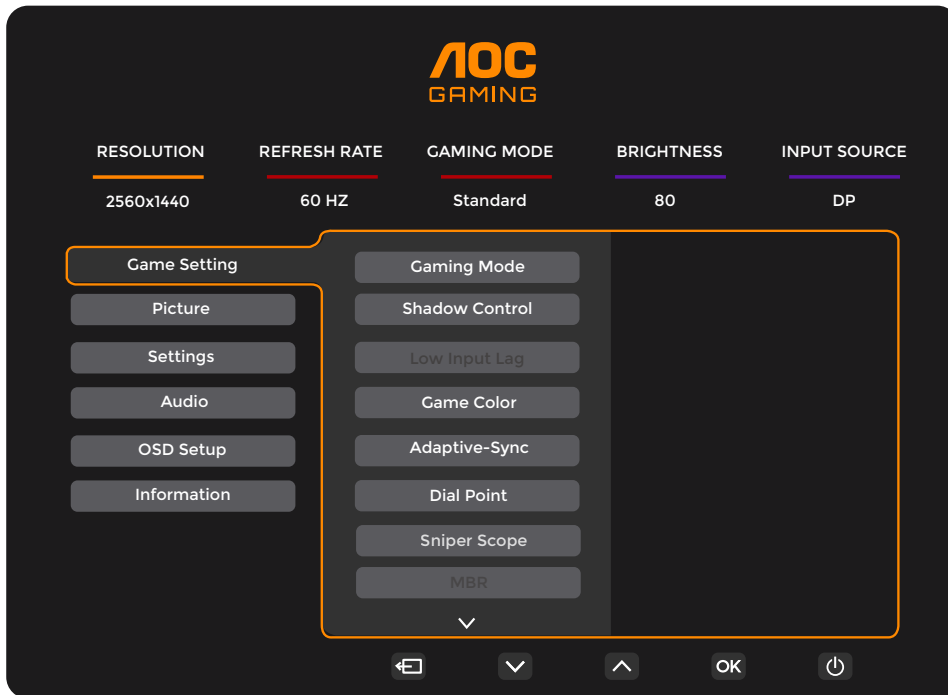 AOC
GAMING
RESOLUTION REFRESH RATE GAMING MODE BRIGHTNESS INPUT SOURCE
2560x1440 60 HZ Standard 80 DP
Game Setting
Picture
Settings
Audio
OSD Setup
Information
Gaming Mode
Shadow Control
Low Input Lag
Game Color
Adaptive-Sync
Dial Point
Sniper Scope
MBR
OK